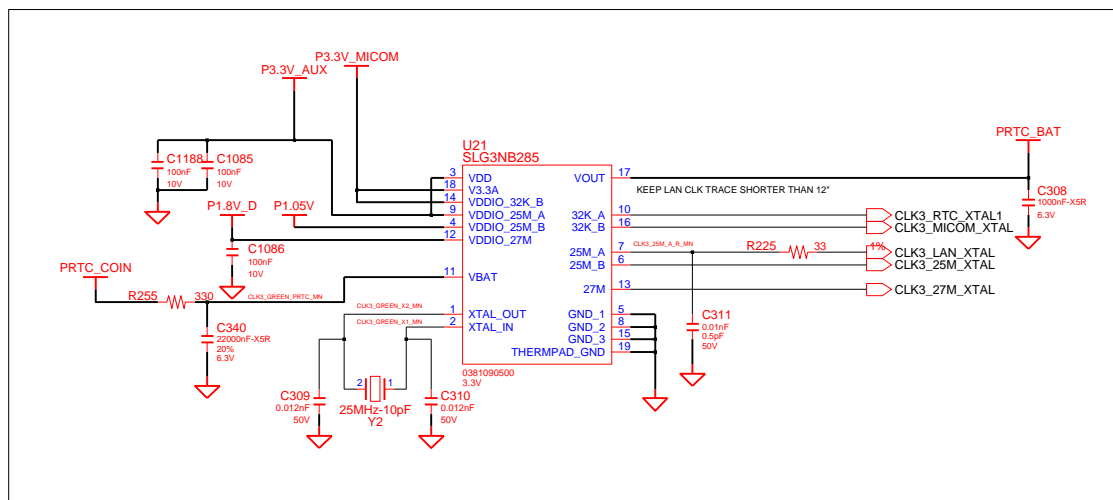 P3.3V_MICOM
P3.3V_AUX
C1188
100nF
10V
C1085
100nF
10V
P1.8V_D
P1.05V
C1086
100nF
10V
PRTC_COIN
R255
330
CLK3_GREEN_PRTC_MN
C340
22000nF-X5R
20%
6.3V
CLK3_GREEN_X2_MN
CLK3_GREEN_X1_MN
C309
0.012nF
50V
2
1
25MHz-10pF
Y2
C310
0.012nF
50V
U21
SLG3NB285
3 VDD
18 V3.3A
14 VDDIO_32K_B
9 VDDIO_25M_A
4 VDDIO_25M_B
12 VDDIO_27M
11 VBAT
1 XTAL_OUT
2 XTAL_IN
VOUT 17
32K_A 10
32K_B 16
25M_A 7
25M_B 6
27M 13
GND_1 5
GND_2 8
GND_3 15
THERMPAD_GND 19
0381090500
3.3V
KEEP LAN CLK TRACE SHORTER THAN 12"
PRTC_BAT
C308
1000nF-X5R
6.3V
CLK3_RTC_XTAL1
CLK3_MICOM_XTAL
CLK3_25M_A_R_MN
R225
33
1%
CLK3_LAN_XTAL
CLK3_25M_XTAL
CLK3_27M_XTAL
C311
0.01nF
0.5pF
50V